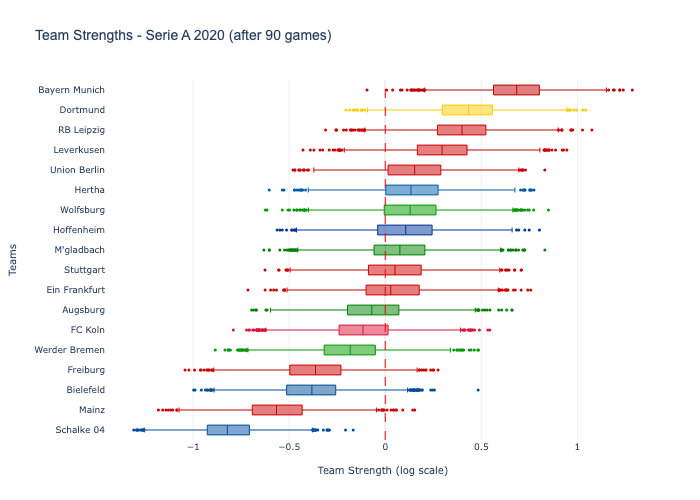 Team Strengths - Serie A 2020 (after 90 games)
Teams
Bayern Munich
Dortmund
RB Leipzig
Leverkusen
Union Berlin
Hertha
Wolfsburg
Hoffenheim
M'gladbach
Stuttgart
Ein Frankfurt
Augsburg
FC Koln
Werder Bremen
Freiburg
Bielefeld
Mainz
Schalke 04
−1 −0.5 0 0.5 1
Team Strength (log scale)